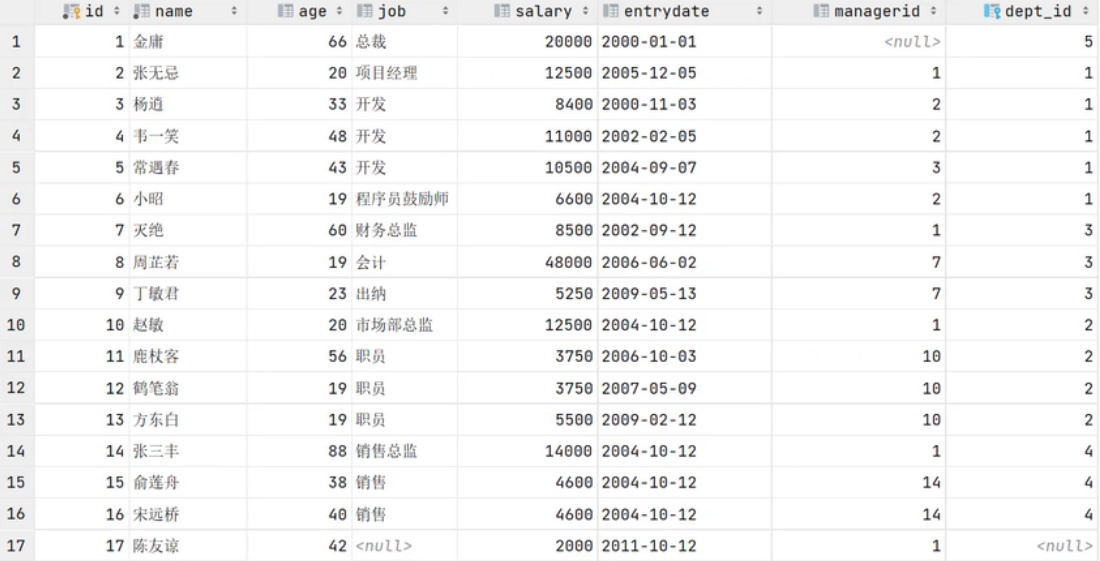 id name age job salary entrydate managerid dept_id
1 1 金庸 66 总裁 20000 2000-01-01 <null> 5
2 2 张无忌 20 项目经理 12500 2005-12-05 1 1
3 3 杨逍 33 开发 8400 2000-11-03 2 1
4 4 韦一笑 48 开发 11000 2002-02-05 2 1
5 5 常遇春 43 开发 10500 2004-09-07 3 1
6 6 小昭 19 程序员鼓励师 6600 2004-10-12 2 1
7 7 灭绝 60 财务总监 8500 2002-09-12 1 3
8 8 周芷若 19 会计 48000 2006-06-02 7 3
9 9 丁敏君 23 出纳 5250 2009-05-13 7 3
10 10 赵敏 20 市场部总监 12500 2004-10-12 1 2
11 11 鹿杖客 56 职员 3750 2006-10-03 10 2
12 12 鹤笔翁 19 职员 3750 2007-05-09 10 2
13 13 方东白 19 职员 5500 2009-02-12 10 2
14 14 张三丰 88 销售总监 14000 2004-10-12 1 4
15 15 俞莲舟 38 销售 4600 2004-10-12 14 4
16 16 宋远桥 40 销售 4600 2004-10-12 14 4
17 17 陈友谅 42 <null> 2000 2011-10-12 1 <null>